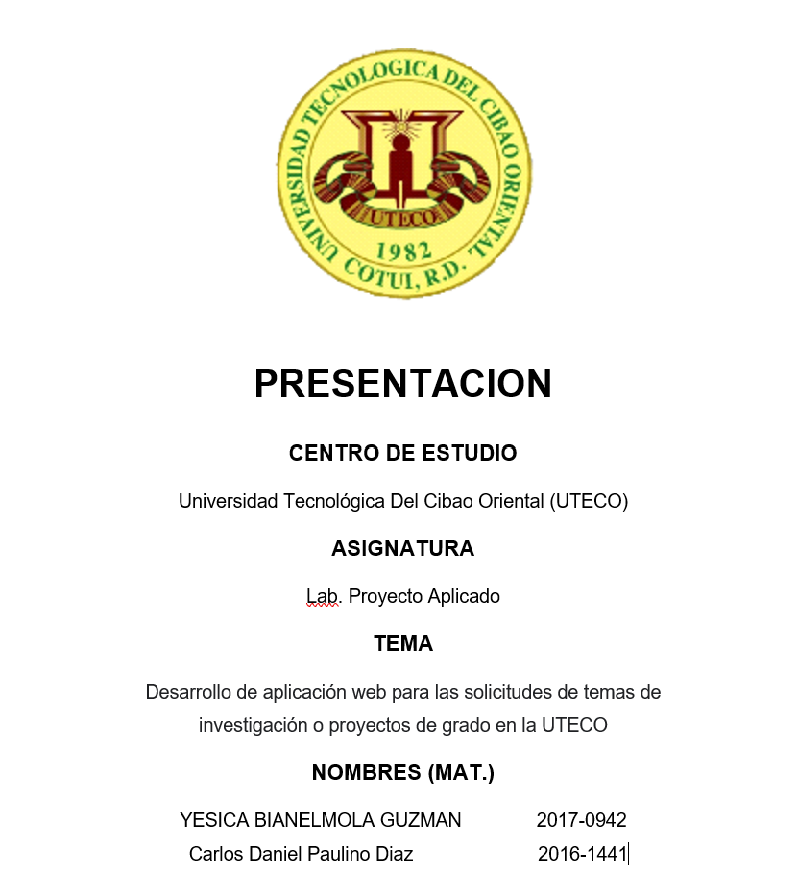 UNIVERSIDAD TECNOLOGICA DEL CIBAO ORIENTAL
UTECO
1982
COTUI, R.D.
PRESENTACION
CENTRO DE ESTUDIO
Universidad Tecnológica Del Cibao Oriental (UTECO)
ASIGNATURA
Lab. Proyecto Aplicado
TEMA
Desarrollo de aplicación web para las solicitudes de temas de
investigación o proyectos de grado en la UTECO
NOMBRES (MAT.)
YESICA BIANELMOLA GUZMAN 2017-0942
Carlos Daniel Paulino Diaz 2016-1441